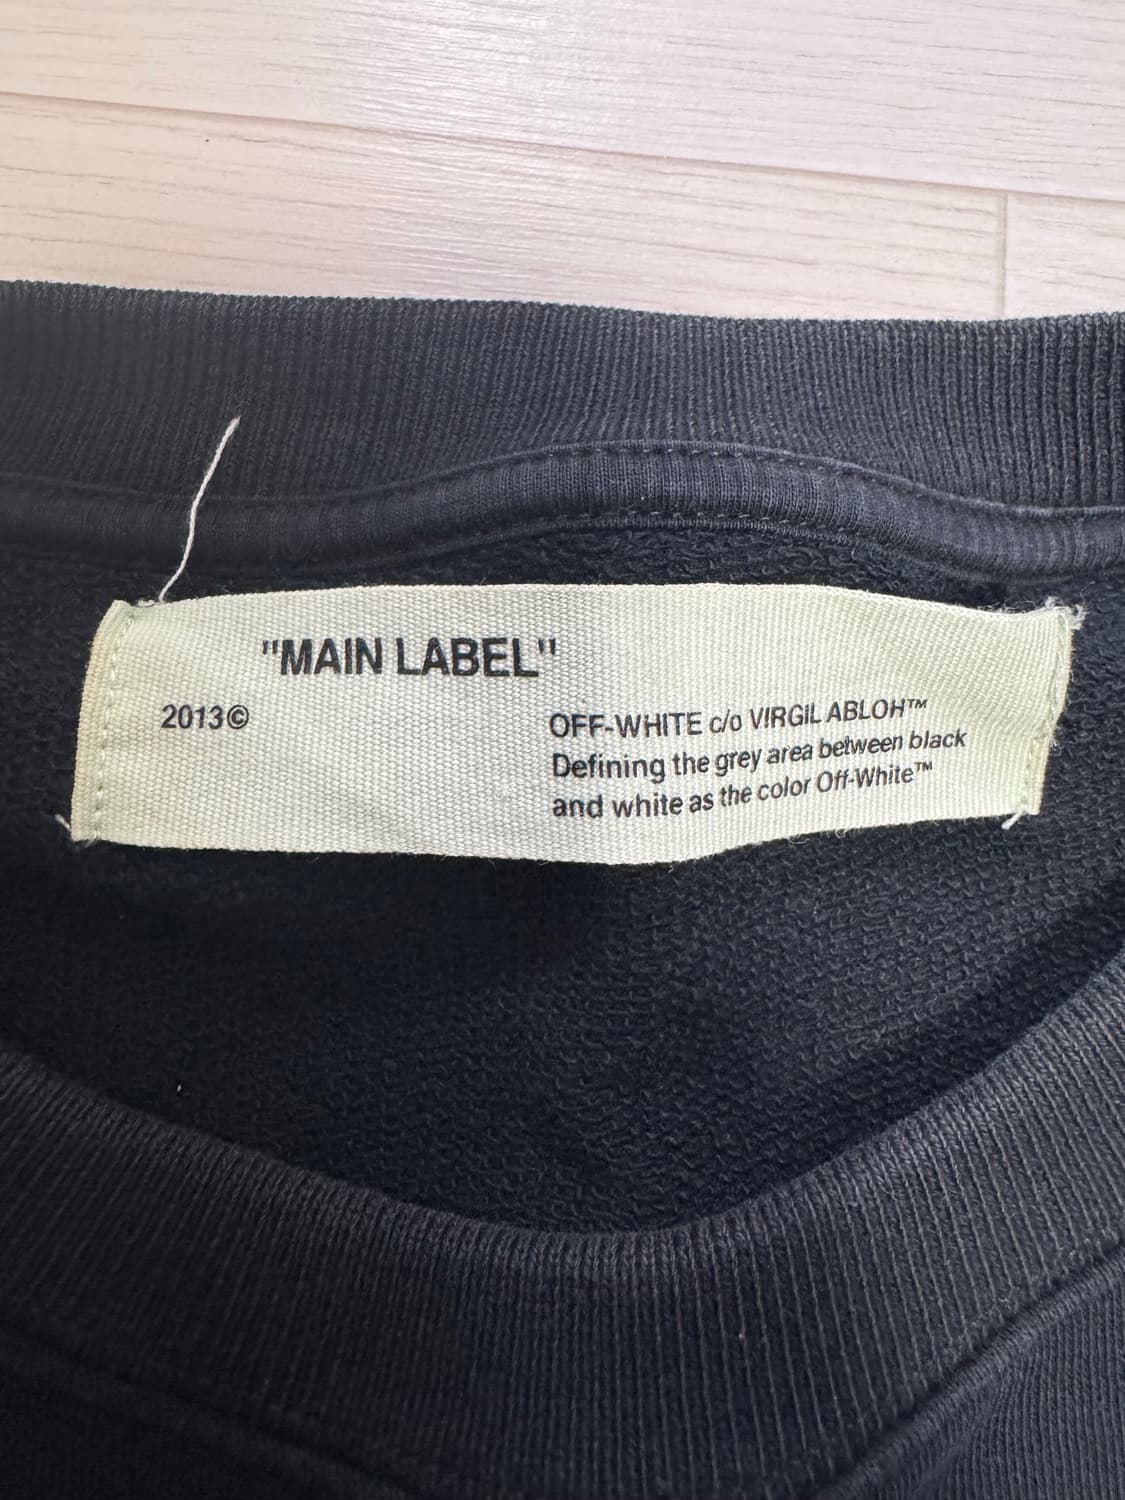 "MAIN LABEL"
2013©
OFF-WHITE c/o VIRGIL ABLOH™
Defining the grey area between black
and white as the color Off-White™